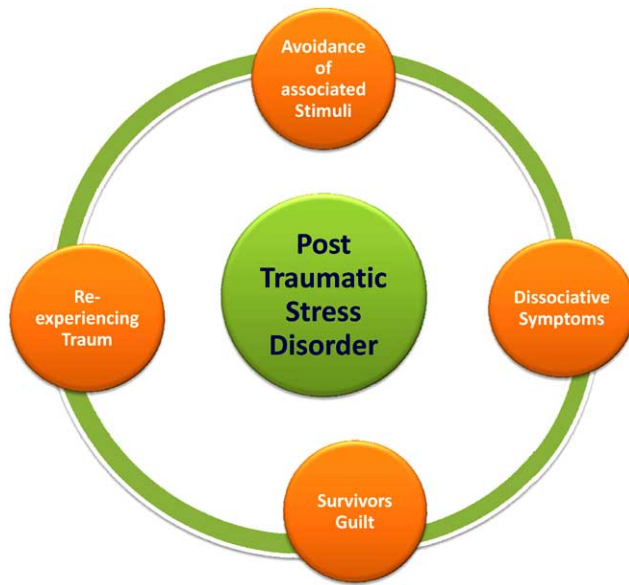 Avoidance
of
associated
Stimuli
Re-
experiencing
Traum
Post
Traumatic
Stress
Disorder
Dissociative
Symptoms
Survivors
Guilt